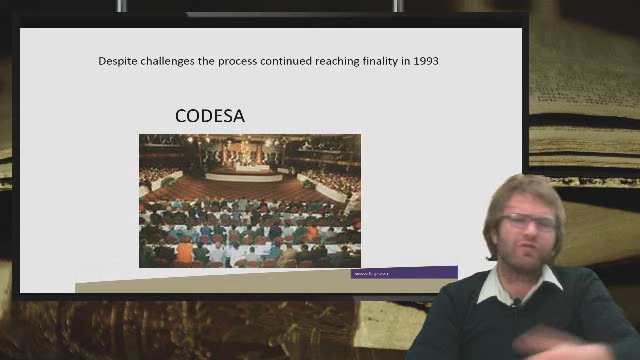 Despite challenges the process continued reaching finality in 1993
CODESA